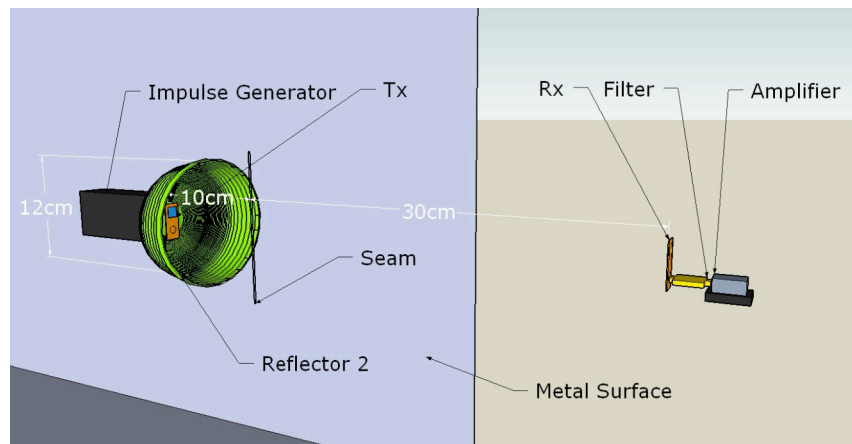 Impulse Generator
Tx
Rx
Filter
Amplifier
12cm
10cm
30cm
Seam
Reflector 2
Metal Surface